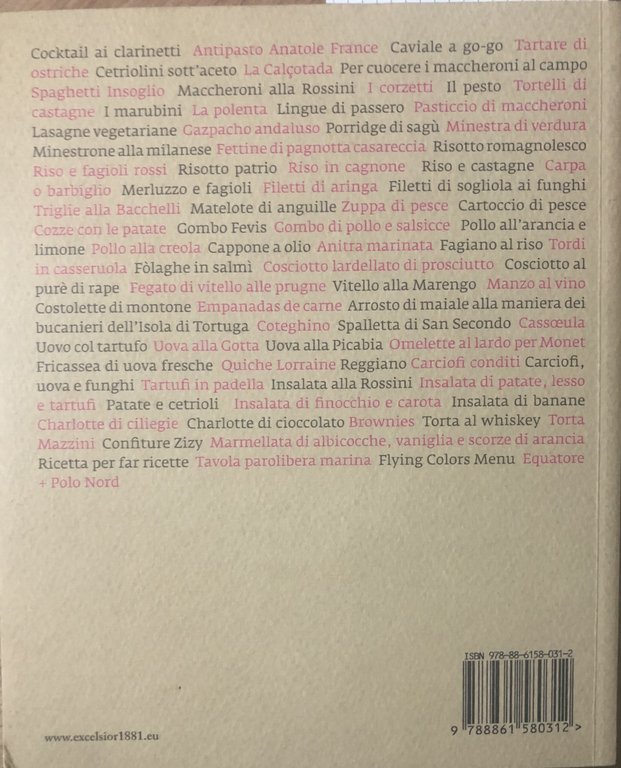 Cocktail ai clarinetti Antipasto Anatole France Caviale a go-go Tartare di
ostriche Cetriolini sott'aceto La Calçotada Per cuocere i maccheroni al campo
Spaghetti Insoglio Maccheroni alla Rossini I corzetti Il pesto Tortelli di
castagne I marubini La polenta Lingue di passero Pasticcio di maccheroni
Lasagne vegetariane Gazpacho andaluso Porridge di sagù Minestra di verdura
Minestrone alla milanese Fettine di pagnotta casareccia Risotto romagnolesco
Riso e fagioli rossi Risotto patrio Riso in cagnone Riso e castagne Carpa
o barbiglio Merluzzo e fagioli Filetti di aringa Filetti di sogliola ai funghi
Triglie alla Bacchelli Matelote di anguille Zuppa di pesce Cartoccio di pesce
Cozze con le patate Gombo Fevis Gombo di pollo e salsicce Pollo all'arancia e
limone Pollo alla creola Cappone a olio Anitra marinata Fagiano al riso Tordi
in casseruola Fòlaghe in salmì Cosciotto lardellato di prosciutto Cosciotto al
purè di rape Fegato di vitello alle prugne Vitello alla Marengo Manzo al vino
Costolette di montone Empanadas de carne Arrosto di maiale alla maniera dei
bucanieri dell'Isola di Tortuga Coteghino Spalletta di San Secondo Cassœula
Uovo col tartufo Uova alla Gotta Uova alla Picabia Omelette al lardo per Monet
Fricassea di uova fresche Quiche Lorraine Reggiano Carciofi conditi Carciofi,
uova e funghi Tartufi in padella Insalata alla Rossini Insalata di patate, lesso
e tartufi Patate e cetrioli Insalata di finocchio e carota Insalata di banane
Charlotte di ciliegie Charlotte di cioccolato Brownies Torta al whiskey Torta
Mazzini Confiture Zizy Marmellata di albicocche, vaniglia e scorze di arancia
Ricetta per far ricette Tavola parolibera marina Flying Colors Menu Equatore
+ Polo Nord
ISBN 978-88-6158-031-2
9 788861 580312 >
www.excelsior1881.eu